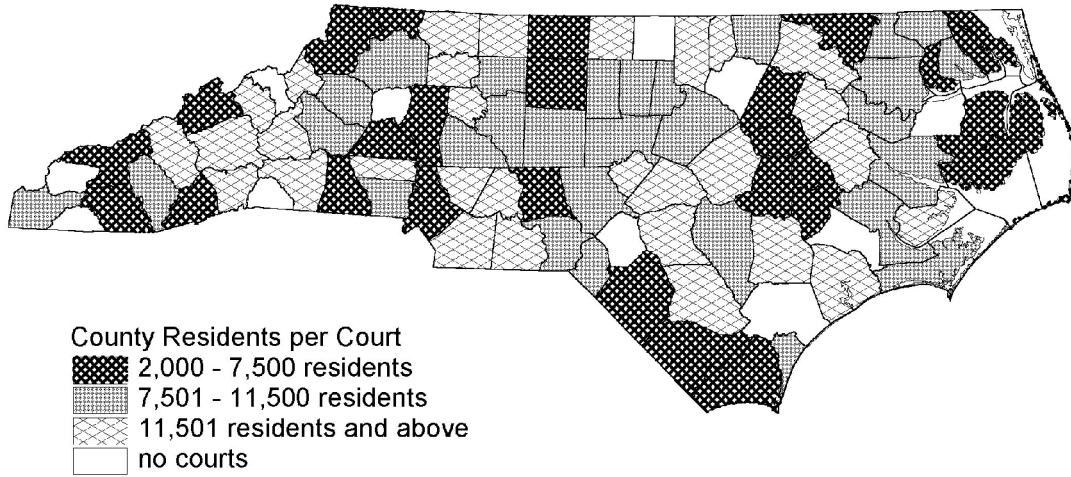 County Residents per Court
2,000 - 7,500 residents
7,501 - 11,500 residents
11,501 residents and above
no courts